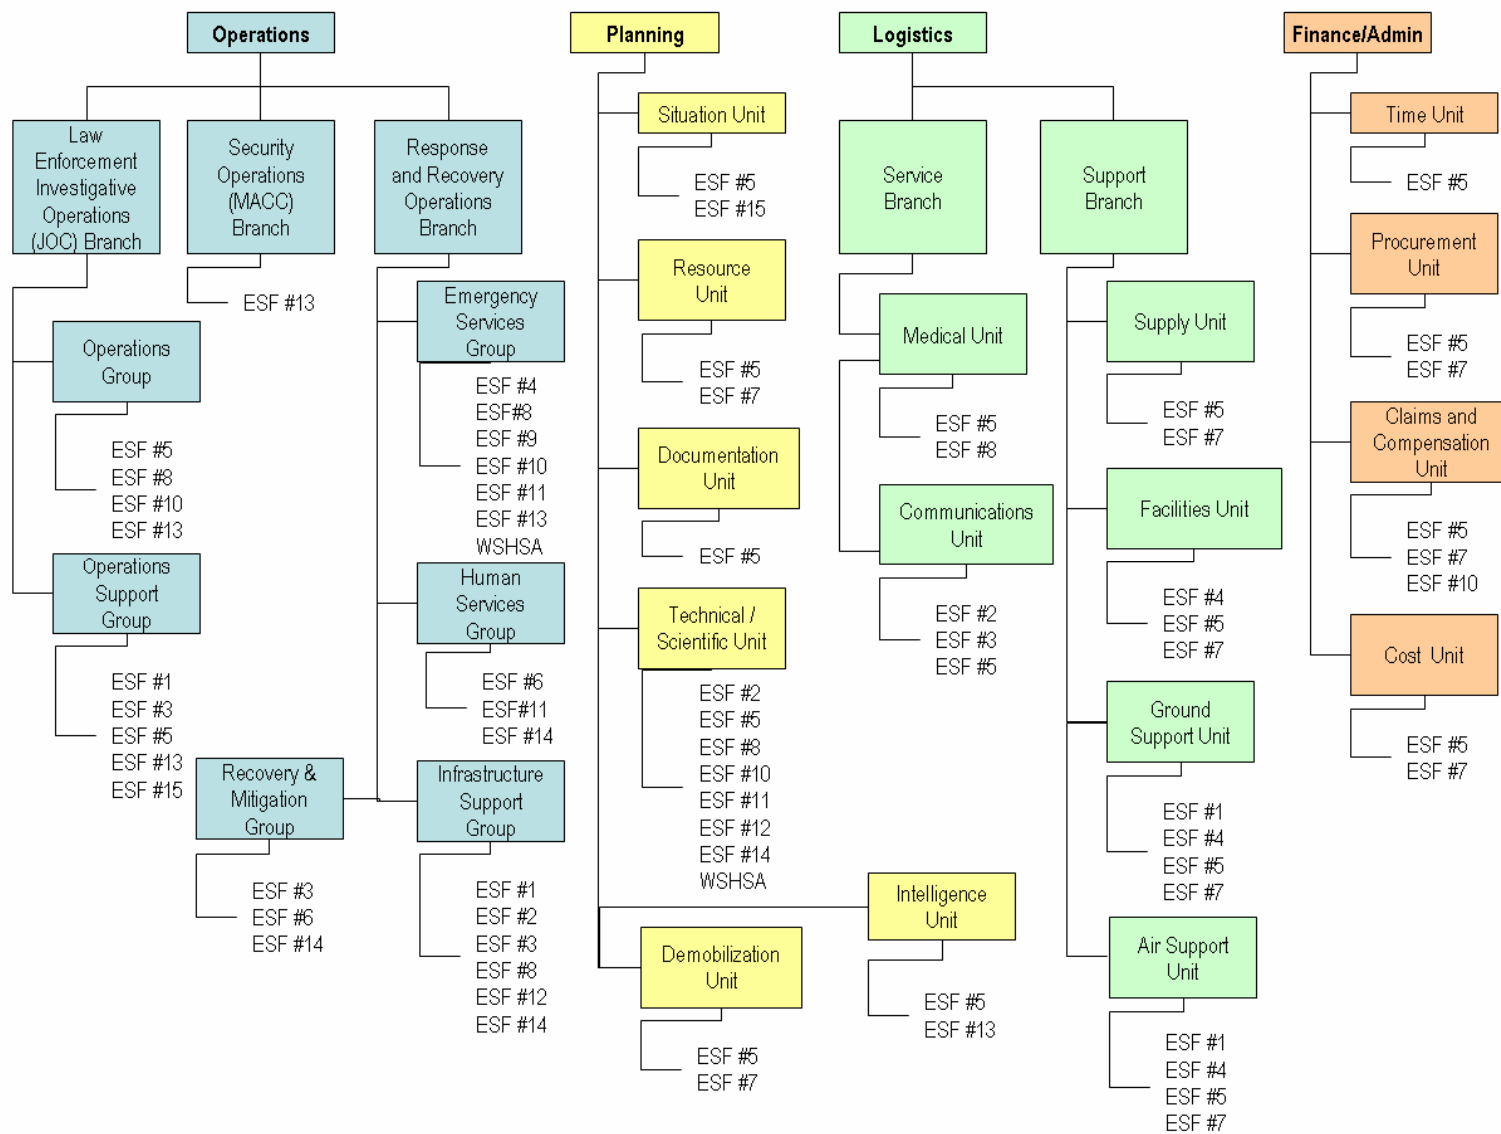 Operations
Law
Enforcement
Investigative
Operations
(JOC) Branch
Operations
Group
ESF #5
ESF #8
ESF #10
ESF #13
Operations
Support
Group
ESF #1
ESF #3
ESF #5
ESF #13
ESF #15
Security
Operations
(MACC)
Branch
ESF #13
Response
and Recovery
Operations
Branch
Emergency
Services
Group
ESF #4
ESF#8
ESF #9
ESF #10
ESF #11
ESF #13
WSHSA
Human
Services
Group
ESF #6
ESF#11
ESF #14
Recovery &
Mitigation
Group
ESF #3
ESF #6
ESF #14
Infrastructure
Support
Group
ESF #1
ESF #2
ESF #3
ESF #8
ESF #12
ESF #14
Planning
Situation Unit
ESF #5
ESF #15
Resource
Unit
ESF #5
ESF #7
Documentation
Unit
ESF #5
Technical /
Scientific Unit
ESF #2
ESF #5
ESF #8
ESF #10
ESF #11
ESF #12
ESF #14
WSHSA
Intelligence
Unit
ESF #5
ESF #13
Demobilization
Unit
ESF #5
ESF #7
Logistics
Service
Branch
Medical Unit
ESF #5
ESF #8
Communications
Unit
ESF #2
ESF #3
ESF #5
Support
Branch
Supply Unit
ESF #5
ESF #7
Facilities Unit
ESF #4
ESF #5
ESF #7
Ground
Support Unit
ESF #1
ESF #4
ESF #5
ESF #7
Air Support
Unit
ESF #1
ESF #4
ESF #5
ESF #7
Finance/Admin
Time Unit
ESF #5
Procurement
Unit
ESF #5
ESF #7
Claims and
Compensation
Unit
ESF #5
ESF #7
ESF #10
Cost Unit
ESF #5
ESF #7